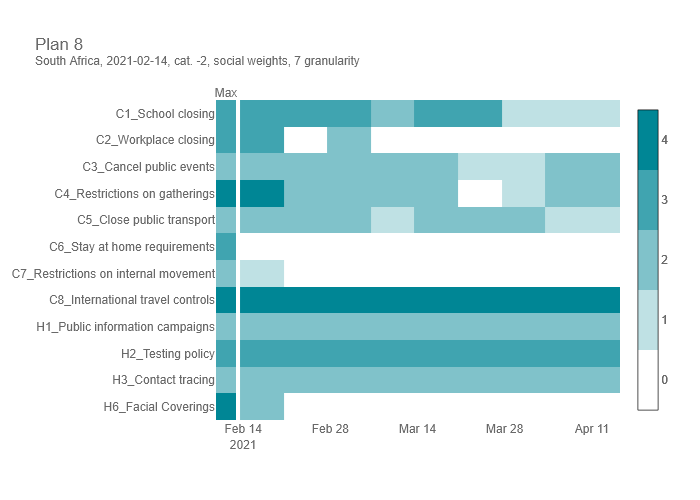 Plan 8
South Africa, 2021-02-14, cat. -2, social weights, 7 granularity
Max
C1_School closing
C2_Workplace closing
C3_Cancel public events
C4_Restrictions on gatherings
C5_Close public transport
C6_Stay at home requirements
C7_Restrictions on internal movement
C8_International travel controls
H1_Public information campaigns
H2_Testing policy
H3_Contact tracing
H6_Facial Coverings
Feb 14
2021
Feb 28
Mar 14
Mar 28
Apr 11
4
3
2
1
0